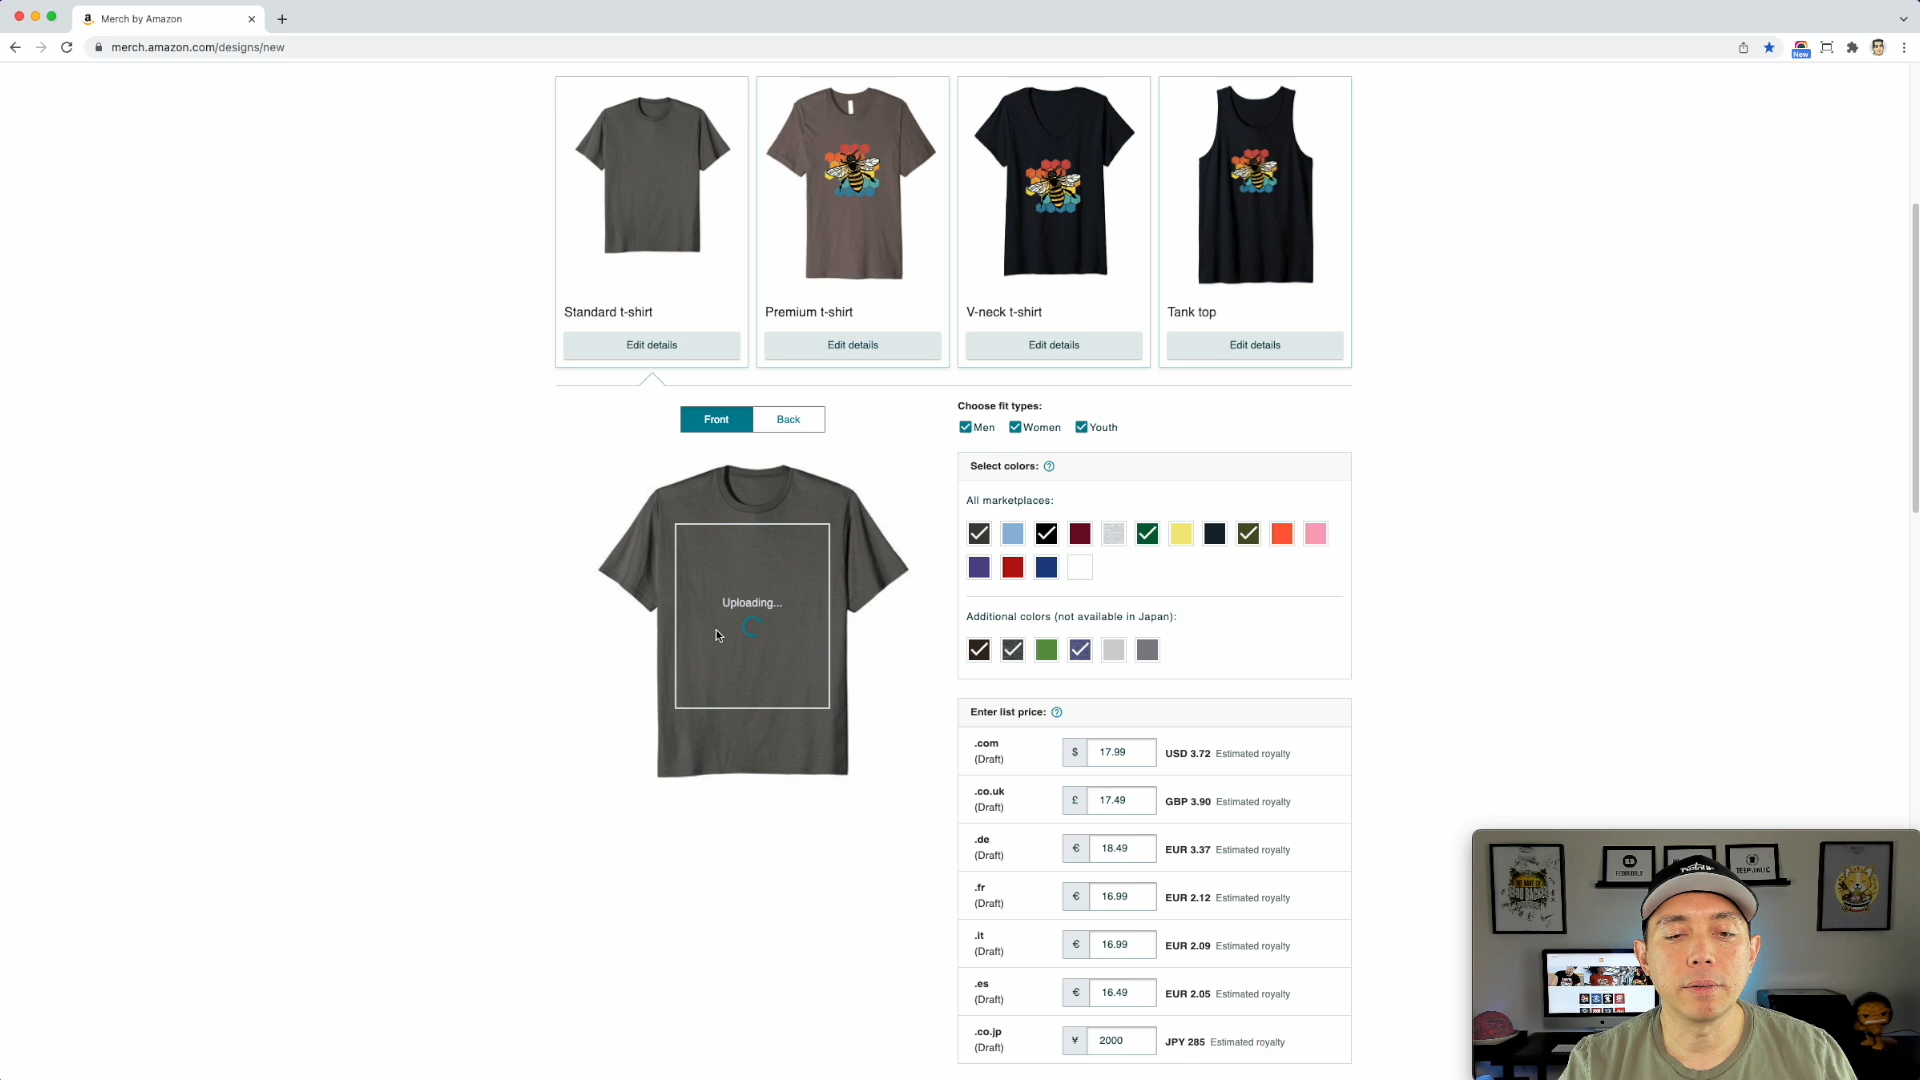 Merch by Amazon
merch.amazon.com/designs/new
New
Standard t-shirt
Premium t-shirt
V-neck t-shirt
Tank top
Edit details
Edit details
Edit details
Edit details
Front
Back
Choose fit types:
Men
Women
Youth
Select colors:
All marketplaces:
Uploading...
Additional colors (not available in Japan):
Enter list price:
.com
(Draft)
$ 17.99
USD 3.72 Estimated royalty
.co.uk
(Draft)
£ 17.49
GBP 3.90 Estimated royalty
.de
(Draft)
€ 18.49
EUR 3.37 Estimated royalty
.fr
(Draft)
€ 16.99
EUR 2.12 Estimated royalty
.it
(Draft)
€ 16.99
EUR 2.09 Estimated royalty
.es
(Draft)
€ 16.49
EUR 2.05 Estimated royalty
.co.jp
(Draft)
¥ 2000
JPY 285 Estimated royalty
REDBUBBLE
TEEPUBLIC